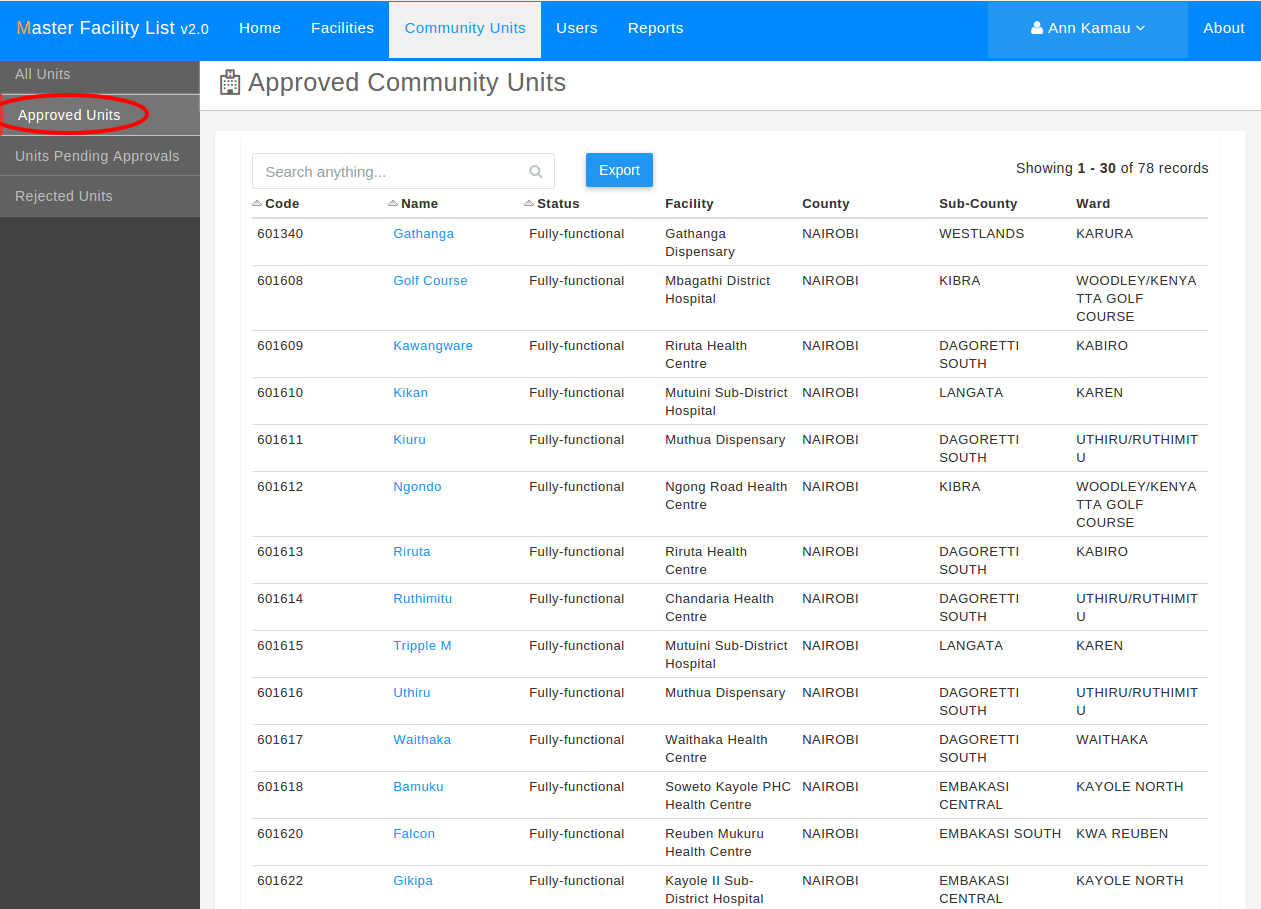 Master Facility List v2.0 Home Facilities Community Units Users Reports Ann Kamau About
All Units
Approved Units
Units Pending Approvals
Rejected Units
Approved Community Units
Search anything... Export Showing 1 - 30 of 78 records
Code Name Status Facility County Sub-County Ward
601340 Gathanga Fully-functional Gathanga NAIROBI WESTLANDS KARURA
Dispensary
601608 Golf Course Fully-functional Mbagathi District NAIROBI KIBRA WOODLEY/KENYA
Hospital TTA GOLF
COURSE
601609 Kawangware Fully-functional Riruta Health NAIROBI DAGORETTI KABIRO
Centre SOUTH
601610 Kikan Fully-functional Mutuini Sub-District NAIROBI LANGATA KAREN
Hospital
601611 Kiuru Fully-functional Muthua Dispensary NAIROBI DAGORETTI UTHIRU/RUTHIMIT
SOUTH U
601612 Ngondo Fully-functional Ngong Road Health NAIROBI KIBRA WOODLEY/KENYA
Centre TTA GOLF
COURSE
601613 Riruta Fully-functional Riruta Health NAIROBI DAGORETTI KABIRO
Centre SOUTH
601614 Ruthimitu Fully-functional Chandaria Health NAIROBI DAGORETTI UTHIRU/RUTHIMIT
Centre SOUTH U
601615 Tripple M Fully-functional Mutuini Sub-District NAIROBI LANGATA KAREN
Hospital
601616 Uthiru Fully-functional Muthua Dispensary NAIROBI DAGORETTI UTHIRU/RUTHIMIT
SOUTH U
601617 Waithaka Fully-functional Waithaka Health NAIROBI DAGORETTI WAITHAKA
Centre SOUTH
601618 Bamuku Fully-functional Soweto Kayole PHC NAIROBI EMBAKASI KAYOLE NORTH
Health Centre CENTRAL
601620 Falcon Fully-functional Reuben Mukuru NAIROBI EMBAKASI SOUTH KWA REUBEN
Health Centre
601622 Gikipa Fully-functional Kayole II Sub- NAIROBI EMBAKASI KAYOLE NORTH
District Hospital CENTRAL